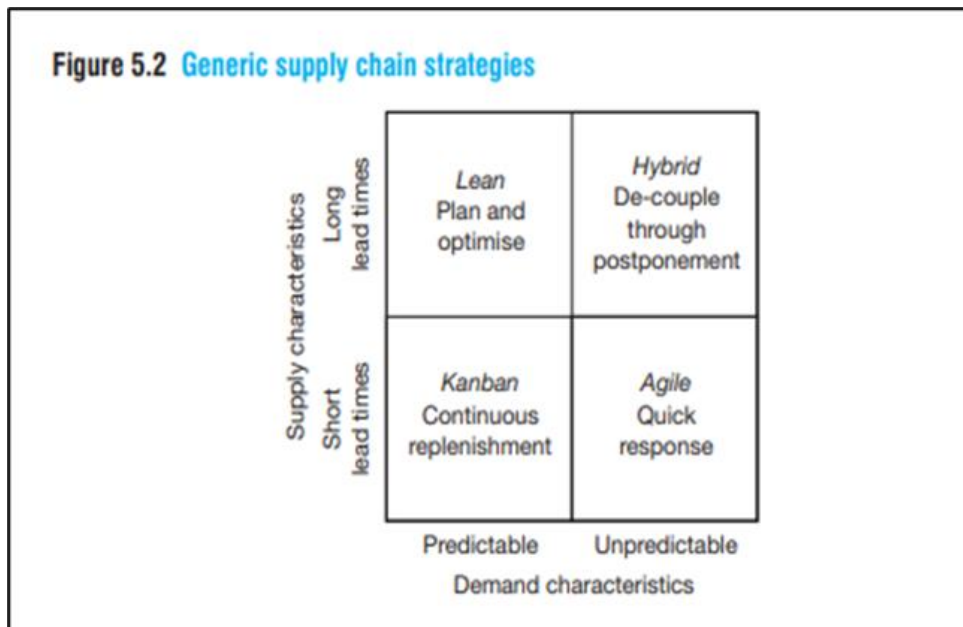 Figure 5.2 Generic supply chain strategies
Supply characteristics
Long
lead times
Short
lead times
Lean
Plan and
optimise
Hybrid
De-couple
through
postponement
Kanban
Continuous
replenishment
Agile
Quick
response
Predictable
Unpredictable
Demand characteristics